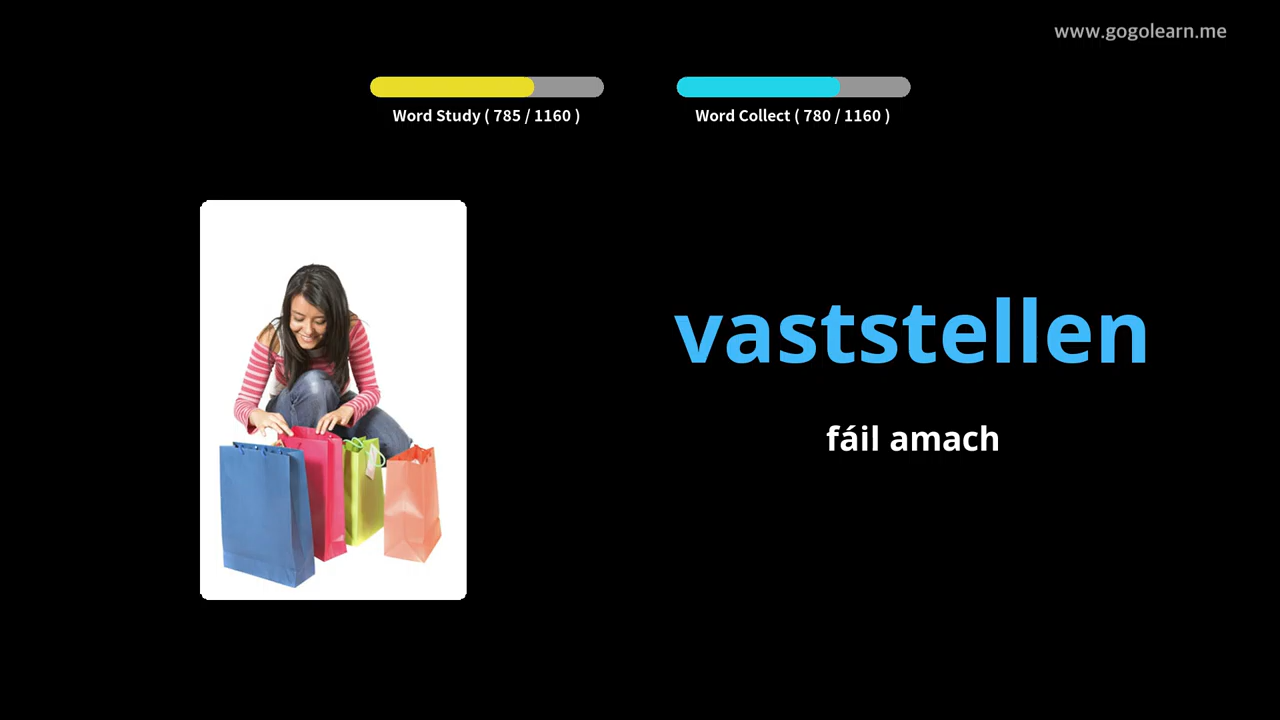 www.gogolearn.me
Word Study ( 785 / 1160 )
Word Collect ( 780 / 1160 )
vaststellen
fáil amach